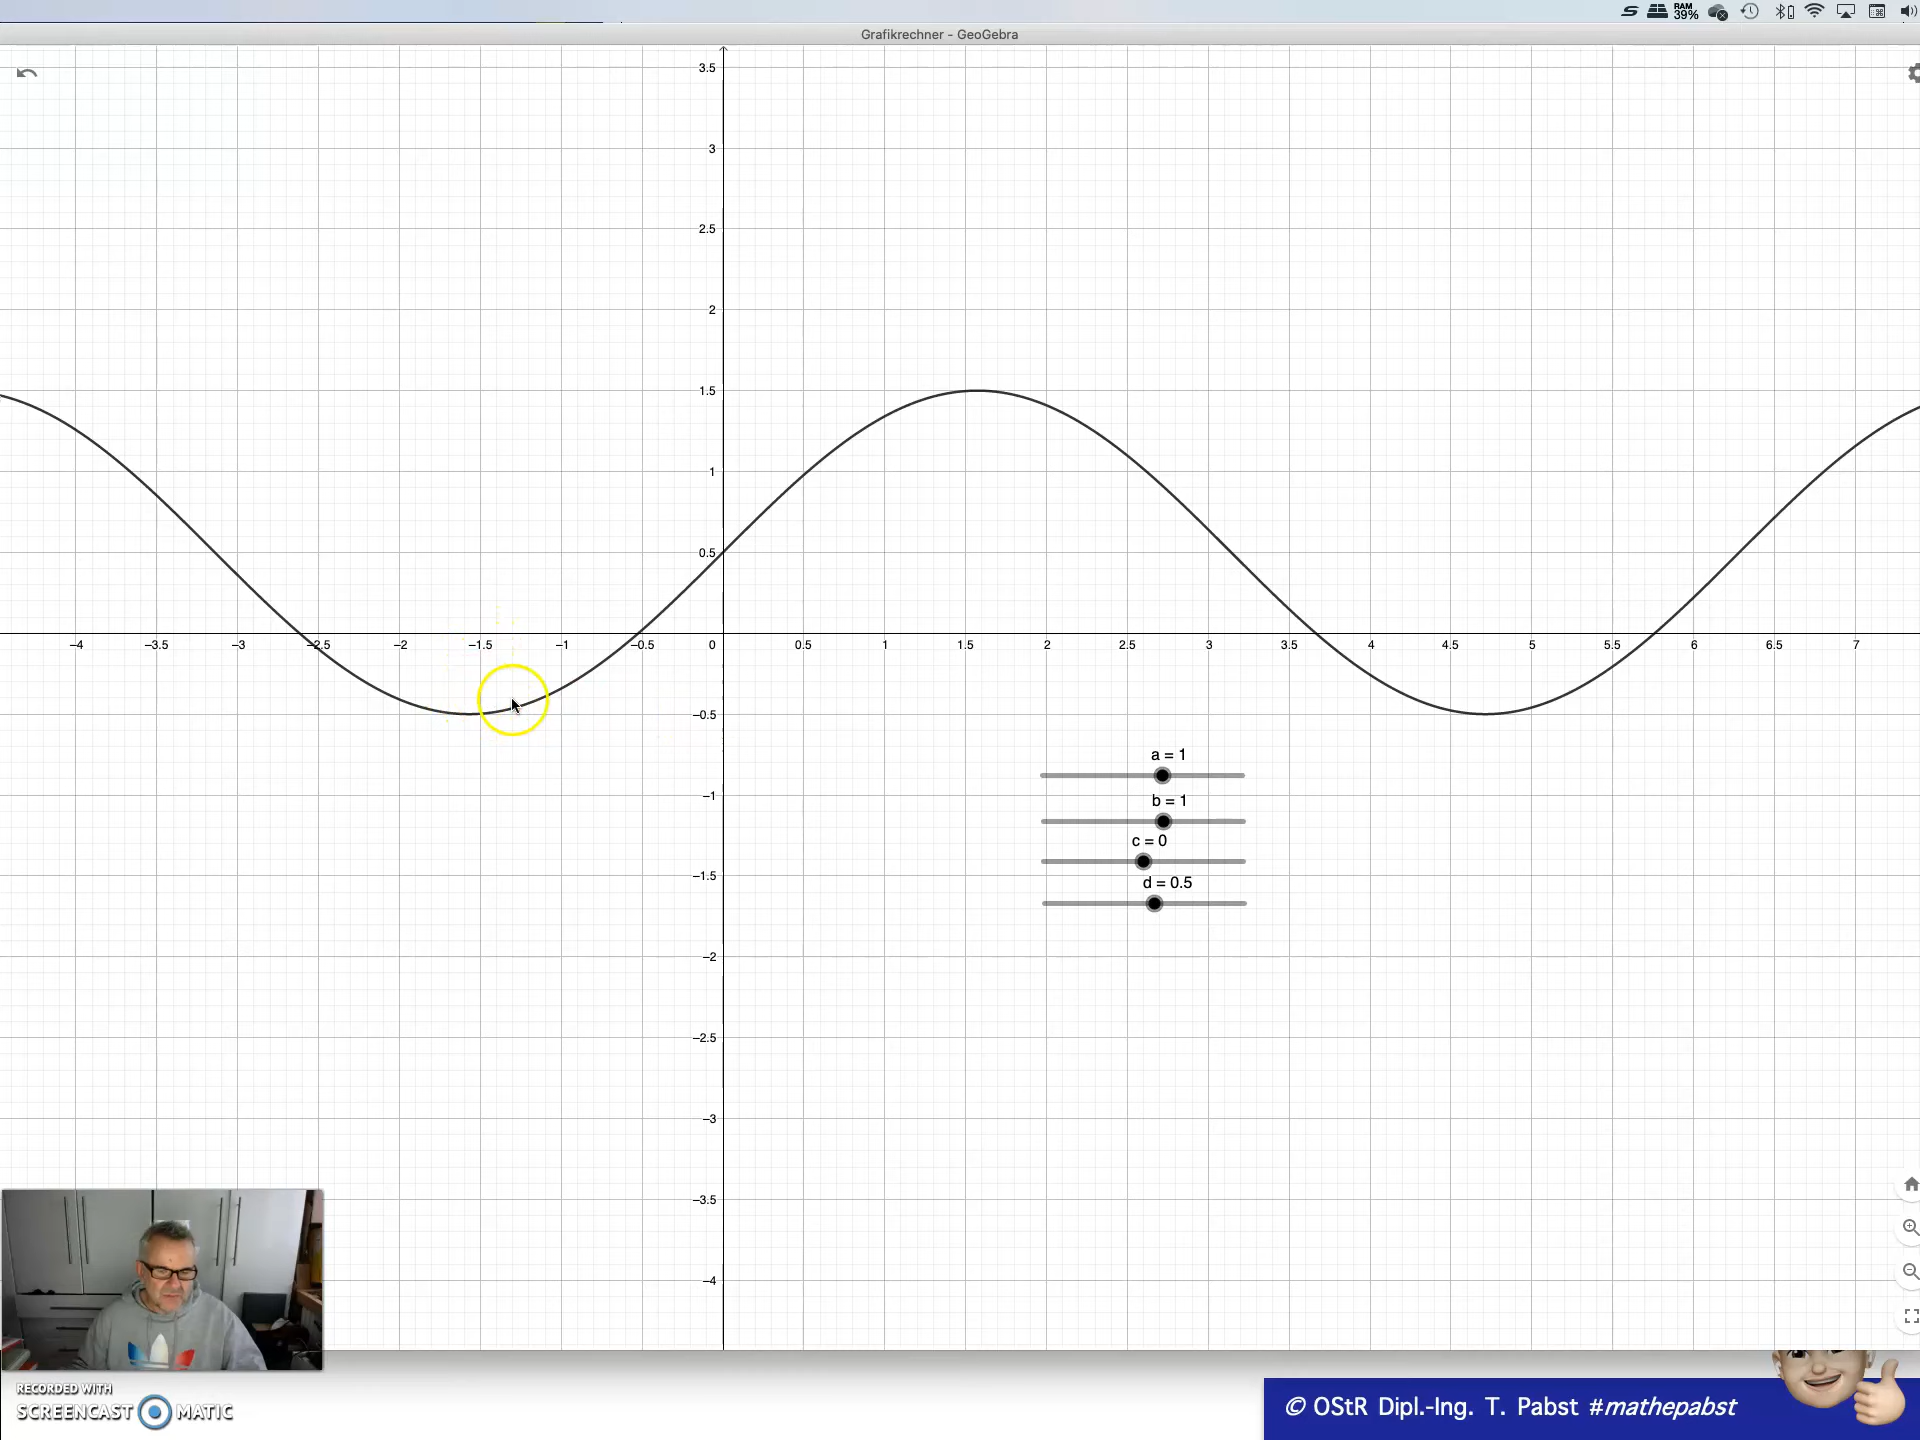 RAM
39%
Grafikrechner - GeoGebra
3.5
3
2.5
2
1.5
1
0.5
−4 −3.5 −3 −2.5 −2 −1.5 −1 −0.5 0 0.5 1 1.5 2 2.5 3 3.5 4 4.5 5 5.5 6 6.5 7
−0.5
a = 1
−1
b = 1
c = 0
−1.5
d = 0.5
−2
−2.5
−3
−3.5
−4
RECORDED WITH
SCREENCAST MATIC
© OStR Dipl.-Ing. T. Pabst #mathepabst